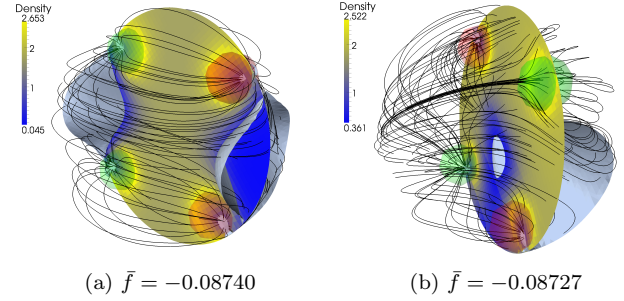 Density
2.653
2
1
0.045
Density
2.522
2
1
0.361
(a) f̄ = −0.08740
(b) f̄ = −0.08727